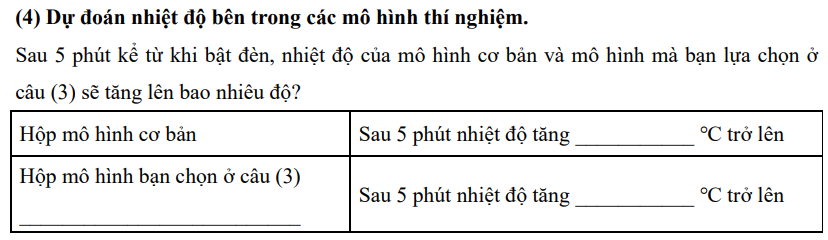 (4) Dự đoán nhiệt độ bên trong các mô hình thí nghiệm.
Sau 5 phút kể từ khi bật đèn, nhiệt độ của mô hình cơ bản và mô hình mà bạn lựa chọn ở
câu (3) sẽ tăng lên bao nhiêu độ?
Hộp mô hình cơ bản
Sau 5 phút nhiệt độ tăng ____________ ℃ trở lên
Hộp mô hình bạn chọn ở câu (3)
____________________________
Sau 5 phút nhiệt độ tăng ____________ ℃ trở lên